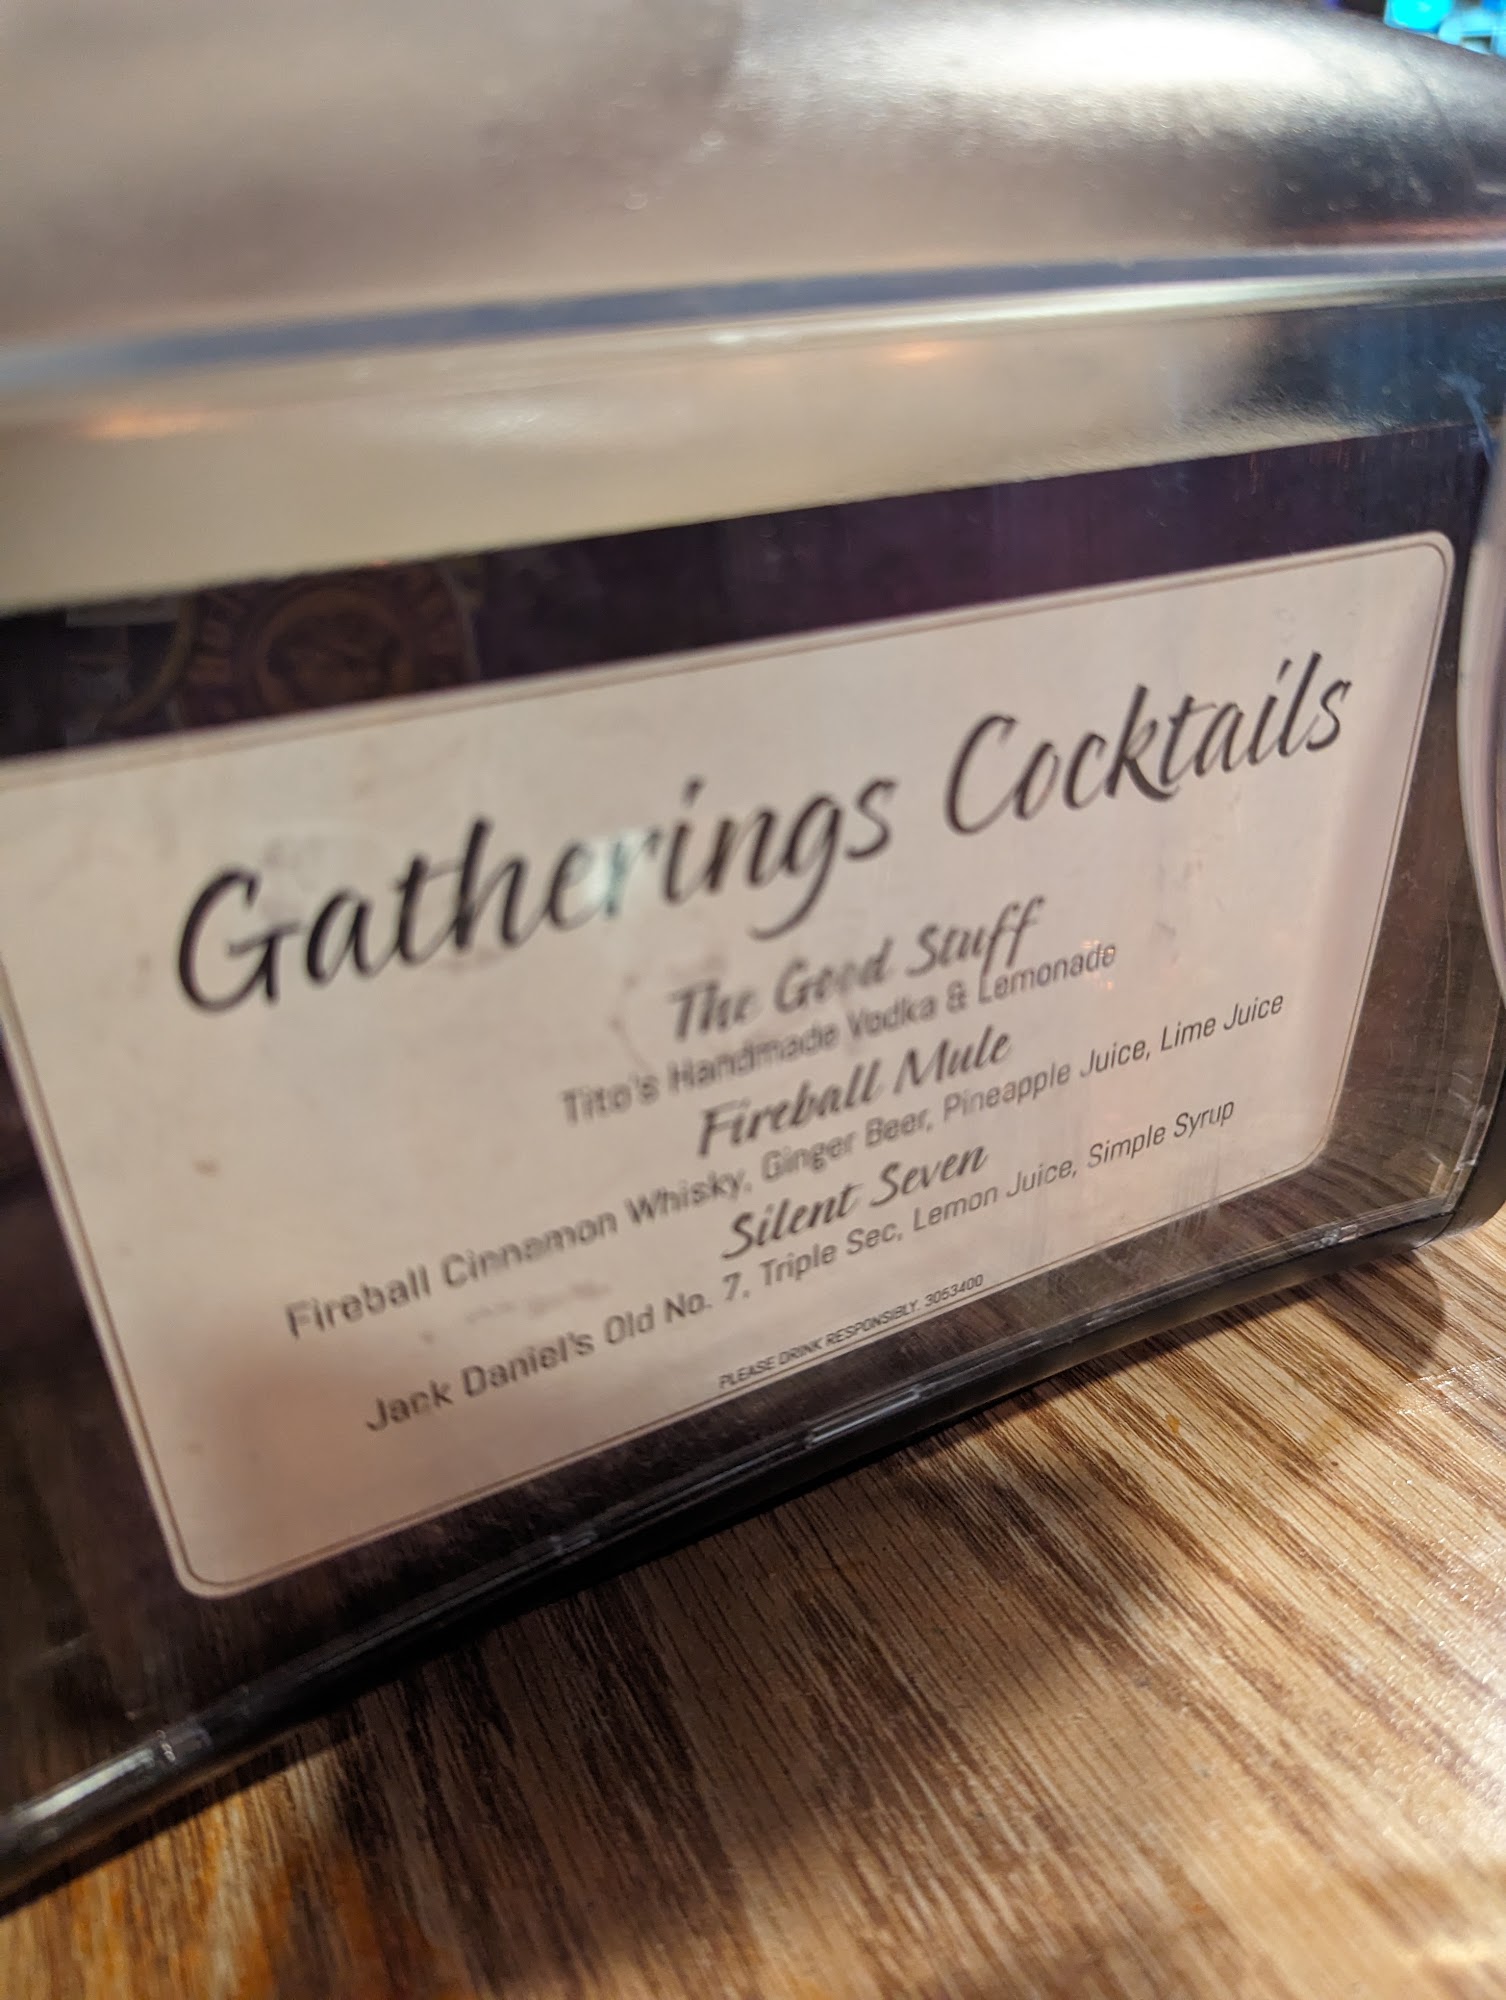 Gatherings Cocktails
The Good Stuff
Tito's Handmade Vodka & Lemonade
Fireball Mule
Fireball Cinnamon Whisky, Ginger Beer, Pineapple Juice, Lime Juice
Silent Seven
Jack Daniel's Old No. 7, Triple Sec, Lemon Juice, Simple Syrup
PLEASE DRINK RESPONSIBLY. 3053400